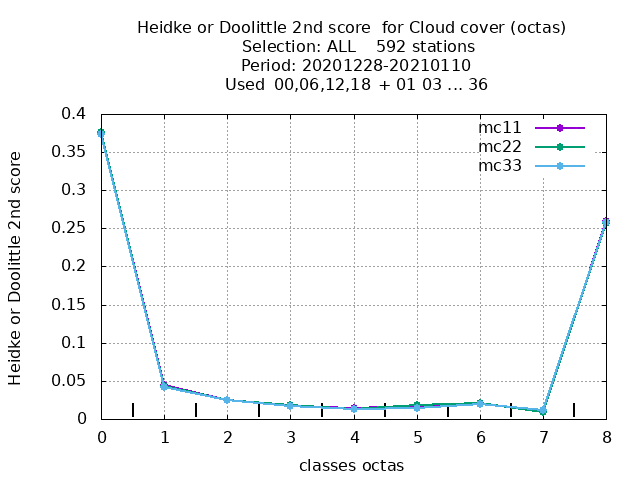 Heidke or Doolittle 2nd score  for Cloud cover (octas)
Selection: ALL    592 stations
Period: 20201228-20210110
Used  00,06,12,18 + 01 03 ... 36
mc11
mc22
mc33
Heidke or Doolittle 2nd score
0.4
0.35
0.3
0.25
0.2
0.15
0.1
0.05
0
0 1 2 3 4 5 6 7 8
classes octas